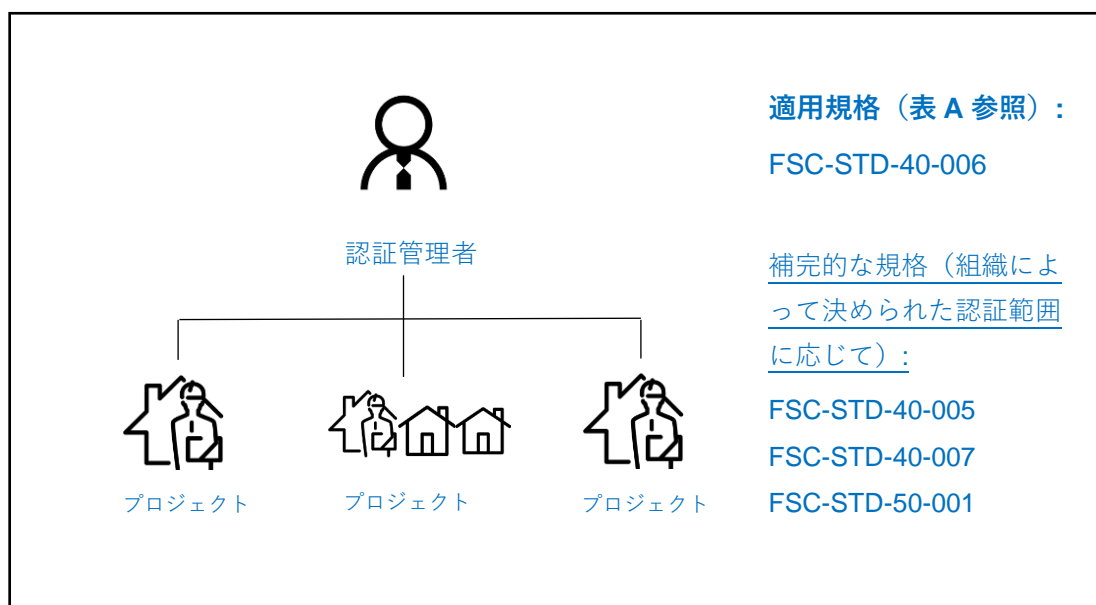 認証管理者
プロジェクト
プロジェクト
プロジェクト
適用規格（表 A 参照）:
FSC-STD-40-006
補完的な規格（組織によ
って決められた認証範囲
に応じて）:
FSC-STD-40-005
FSC-STD-40-007
FSC-STD-50-001